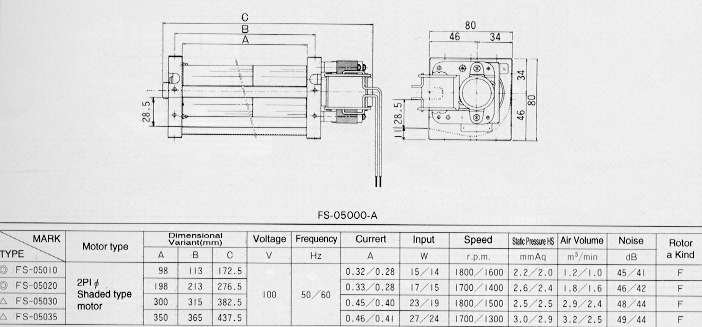 C
B
A
28.5
80
46 34
34
80
46
28.5
11
FS-05000-A
MARK TYPE Motor type Dimensional Variant(mm) Voltage Frequency Currert Input Speed Static Pressure HS Air Volume Noise Rotor a Kind
A B C V Hz A W r.p.m. mmAq m³/min dB
◎ FS-05010 98 113 172.5 0.32/0.28 15/14 1800/1600 2.2/2.0 1.2/1.0 45/41 F
◎ FS-05020 198 213 276.5 0.33/0.28 17/15 1700/1400 2.6/2.4 1.8/1.6 46/42 F
△ FS-05030 300 315 382.5 0.45/0.40 23/19 1800/1500 2.5/2.5 2.9/2.4 48/44 F
△ FS-05035 350 365 437.5 0.46/0.41 27/24 1700/1300 3.0/2.9 3.2/2.5 49/44 F
2PIφ
Shaded type
motor
100
50/60